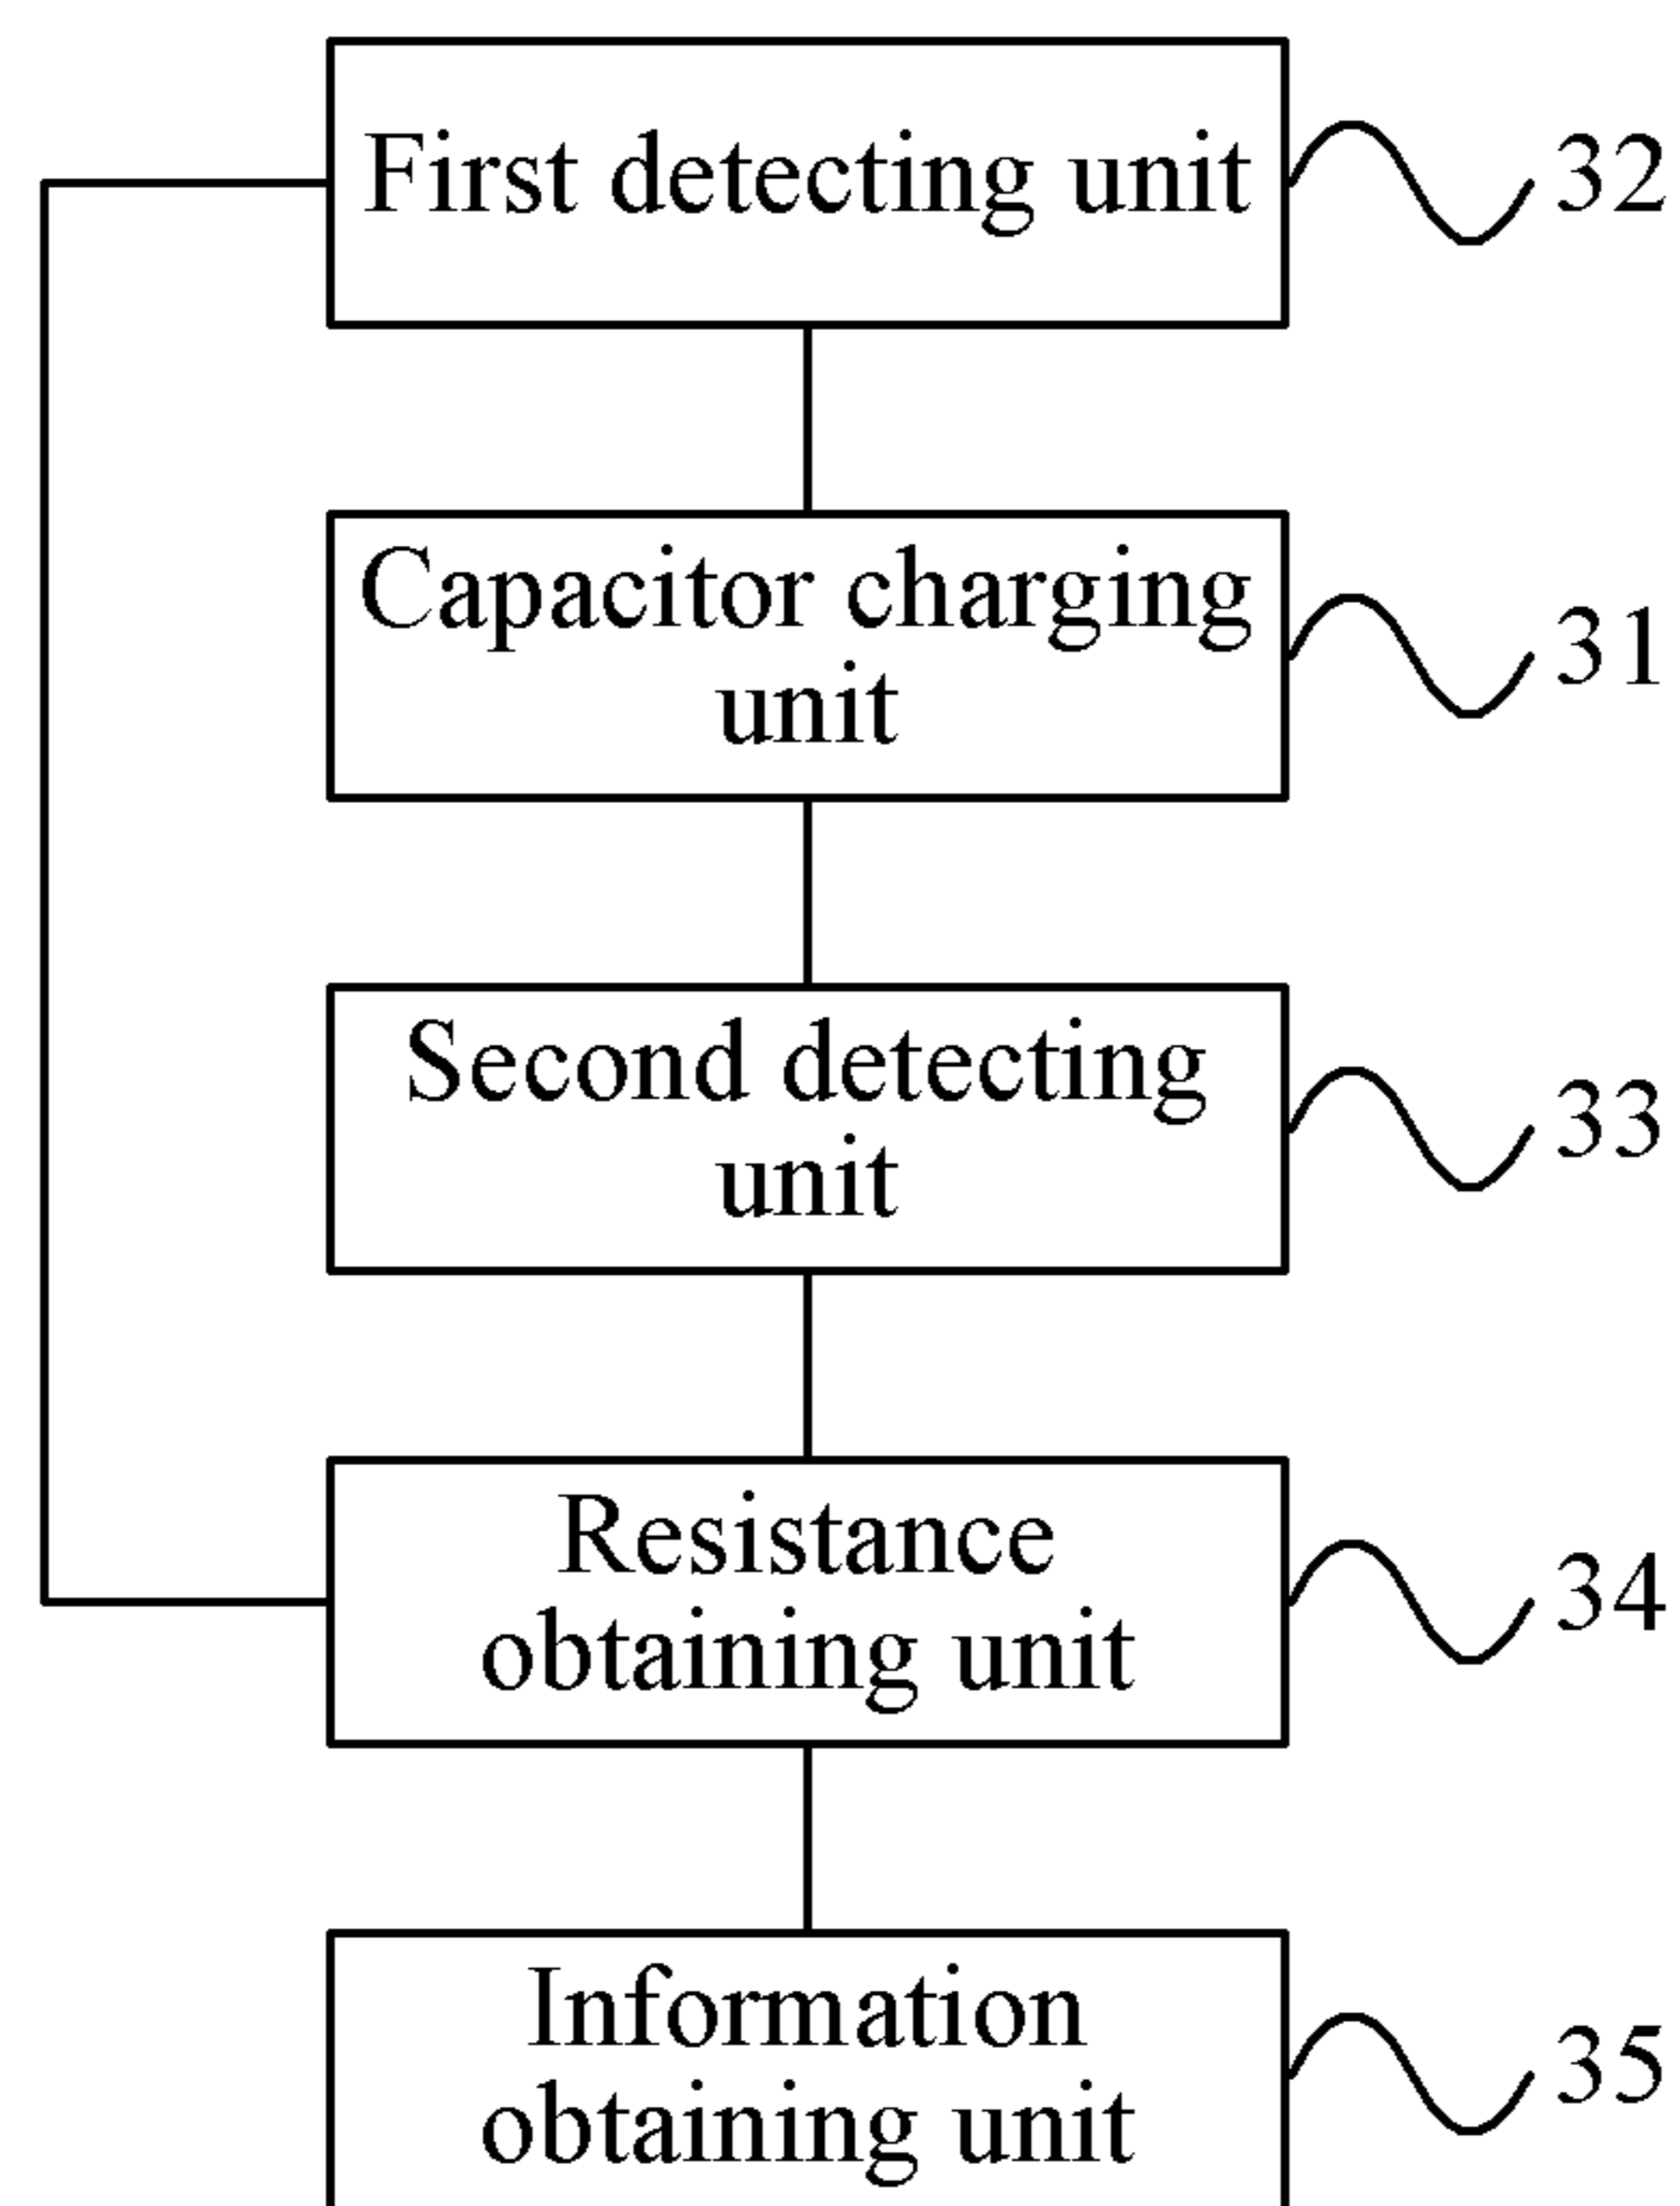 First detecting unit
32
Capacitor charging
unit
31
Second detecting
unit
33
Resistance
obtaining unit
34
Information
obtaining unit
35